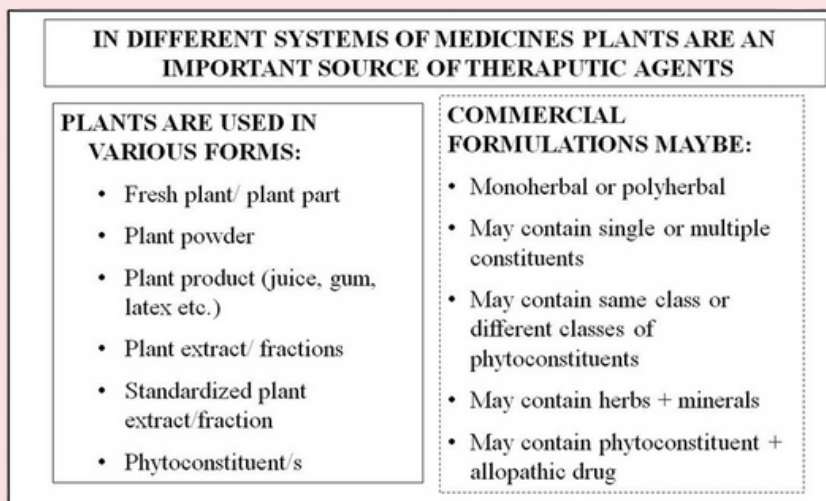 IN DIFFERENT SYSTEMS OF MEDICINES PLANTS ARE AN
IMPORTANT SOURCE OF THERAPUTIC AGENTS
PLANTS ARE USED IN
VARIOUS FORMS:
• Fresh plant/ plant part
• Plant powder
• Plant product (juice, gum,
latex etc.)
• Plant extract/ fractions
• Standardized plant
extract/fraction
• Phytoconstituent/s
COMMERCIAL
FORMULATIONS MAYBE:
• Monoherbal or polyherbal
• May contain single or multiple
constituents
• May contain same class or
different classes of
phytoconstituents
• May contain herbs + minerals
• May contain phytoconstituent +
allopathic drug